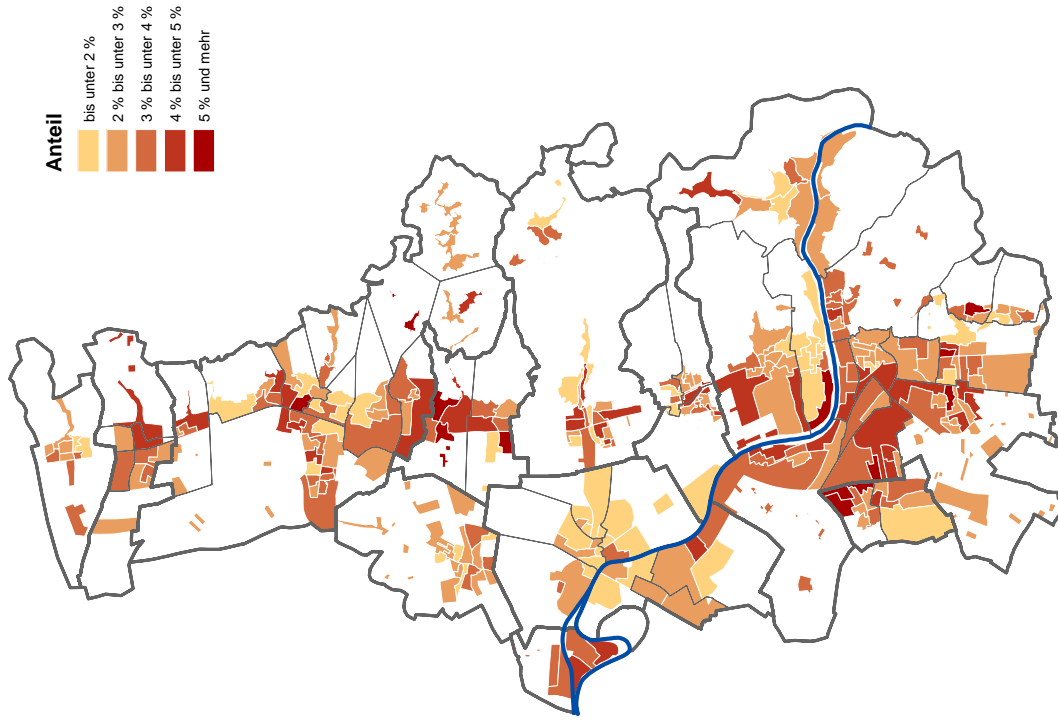 Anteil
bis unter 2 %
2 % bis unter 3 %
3 % bis unter 4 %
4 % bis unter 5 %
5 % und mehr